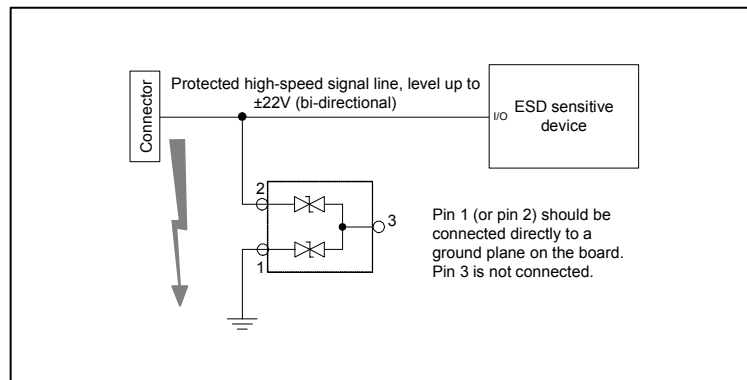 Protected high-speed signal line, level up to
±22V (bi-directional)
Connector
I/O
ESD sensitive
device
2
3
1
Pin 1 (or pin 2) should be
connected directly to a
ground plane on the board.
Pin 3 is not connected.